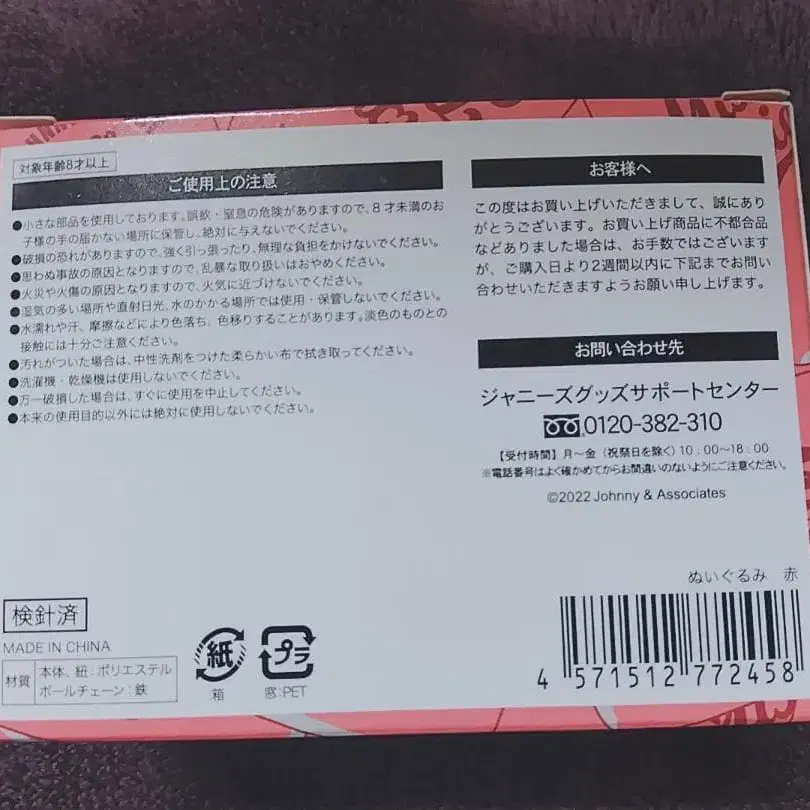 対象年齢8才以上
ご使用上の注意
●小さな部品を使用しております。誤飲・窒息の危険がありますので、8才未満のお
子様の手の届かない場所に保管し、絶対に与えないでください。
●破損の恐れがありますので、強く引っ張ったり、無理な負担をかけないでください。
●思わぬ事故の原因となりますので、乱暴な取り扱いはおやめください。
●火災や火傷の原因となりますので、火気に近づけないでください。
●湿気の多い場所や直射日光、水のかかる場所では使用・保管しないでください。
●水濡れや汗、摩擦などにより色落ち、色移りすることがあります。淡色のものとの
接触には十分ご注意ください。
●汚れがついた場合は、中性洗剤をつけた柔らかい布で拭き取ってください。
●洗濯機・乾燥機は使用しないでください。
●万一破損した場合は、すぐに使用を中止してください。
●本来の使用目的以外には絶対に使用しないでください。
お客様へ
この度はお買い上げいただきまして、誠にあり
がとうございます。お買い上げ商品に不都合品
などありました場合は、お手数ではございます
が、ご購入日より2週間以内に下記までお問い
合わせいただきますようお願い申し上げます。
お問い合わせ先
ジャニーズグッズサポートセンター
0120-382-310
【受付時間】月〜金(祝祭日を除く)10:00〜18:00
※電話番号はよく確かめてからお間違いのないようにご注意ください。
©2022 Johnny & Associates
ぬいぐるみ 赤
4 571512 772458
検針済
MADE IN CHINA
材質
本体、紐:ポリエステル
ボールチェーン:鉄
紙
箱
プラ
窓:PET